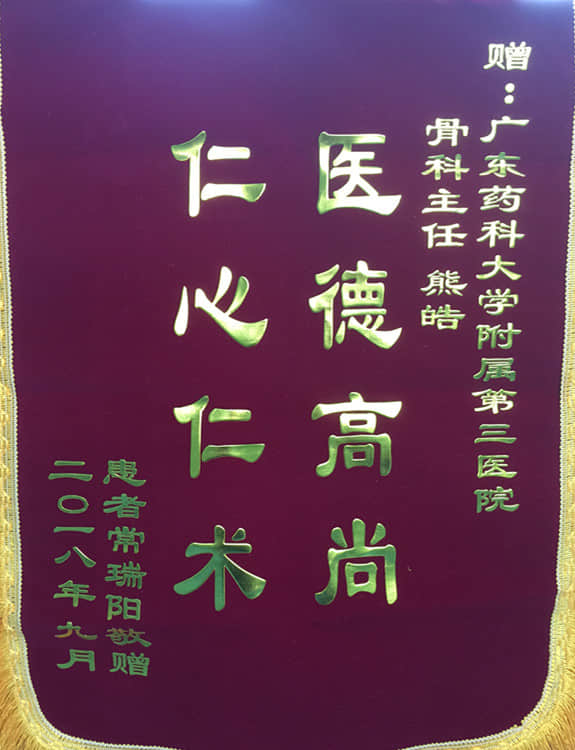 赠：广东药科大学附属第三医院
骨科主任 熊皓
医德高尚
仁心仁术
患者常瑞阳敬赠
二〇一八年九月